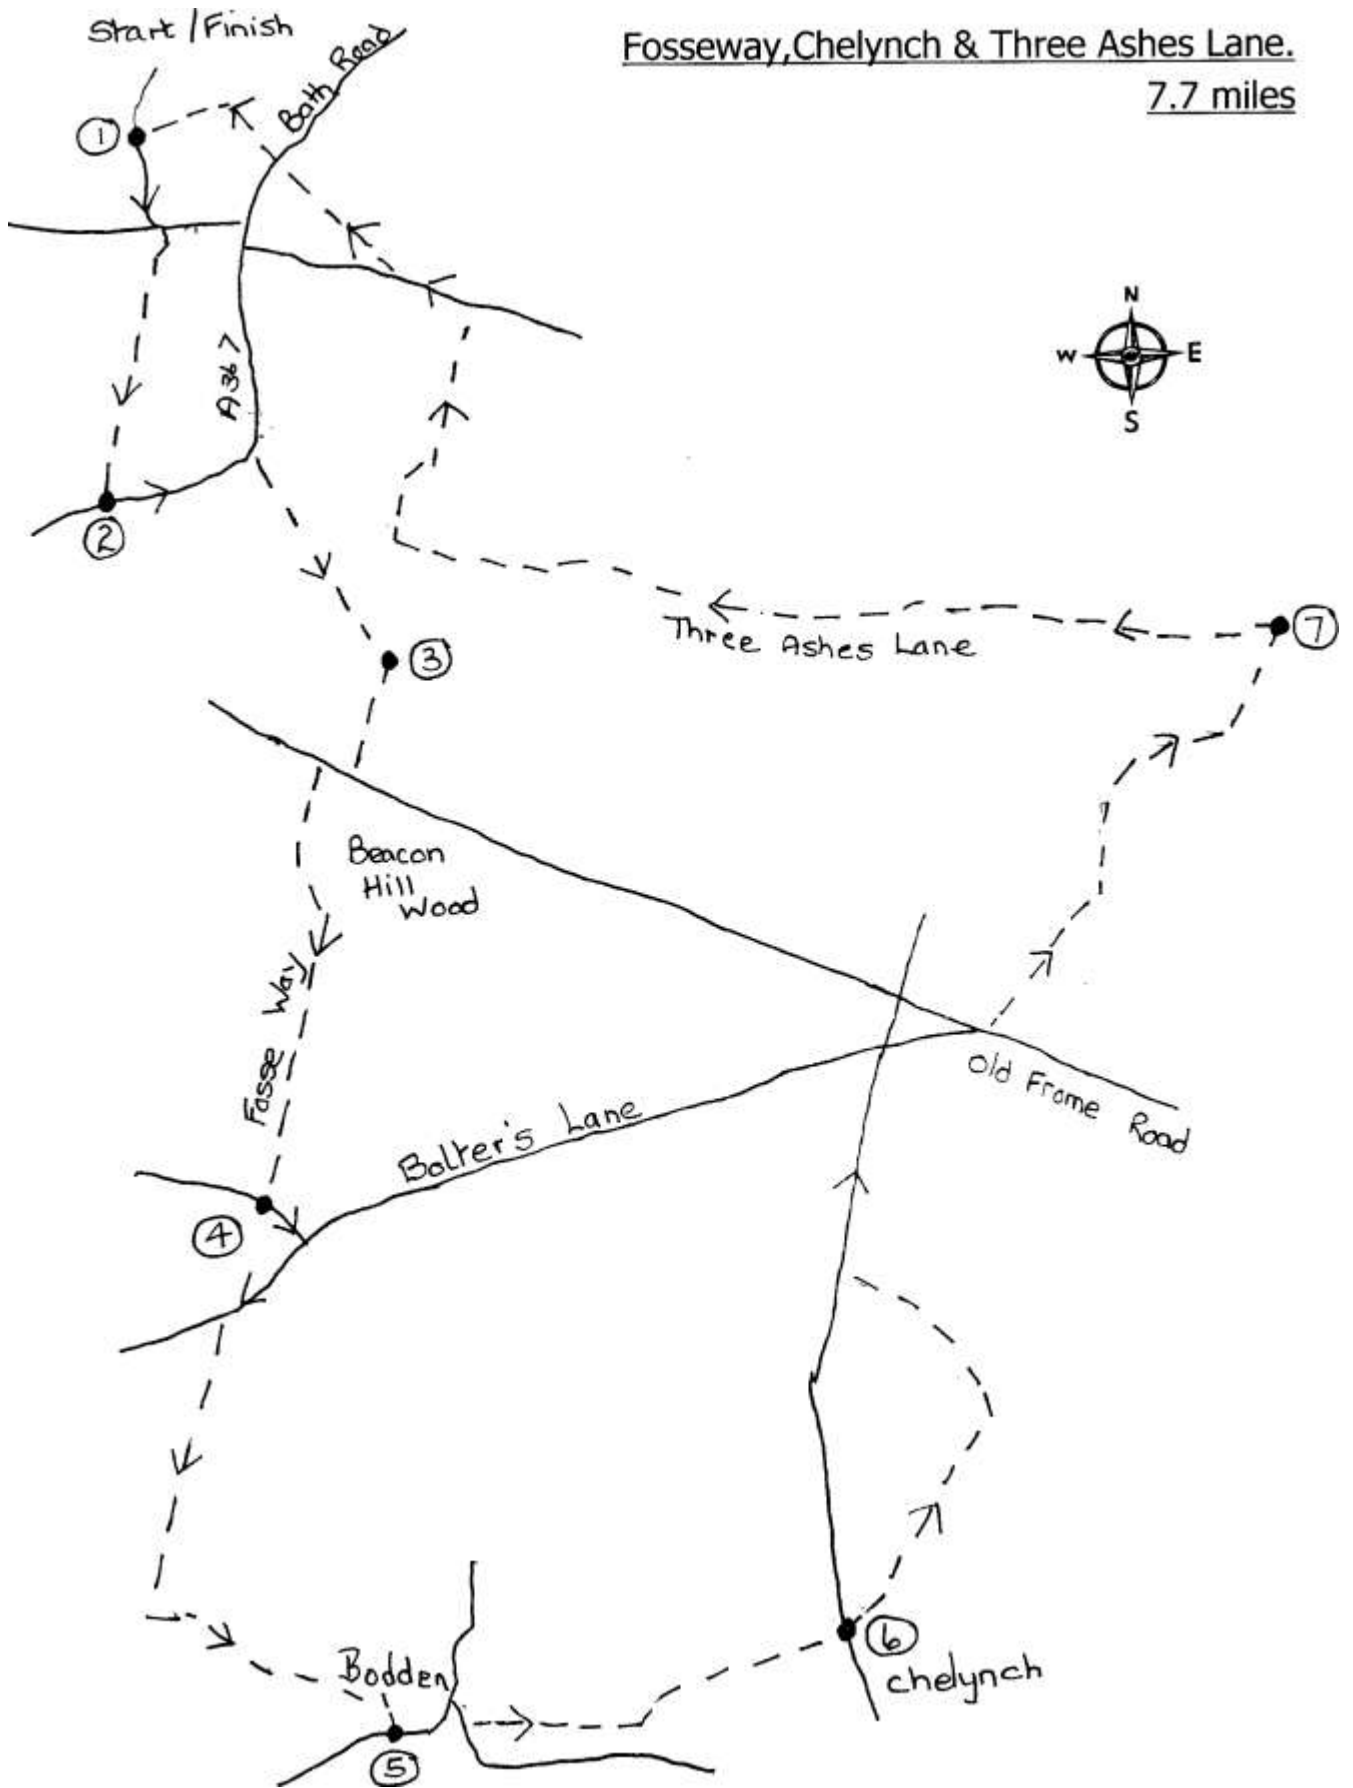 Start / Finish
Fosseway,Chelynch & Three Ashes Lane.
7.7 miles
Bath Road
1
N
W
E
S
A367
2
3
7
Three Ashes Lane
Beacon
Hill
Wood
Fosse Way
Old Frome Road
Bolter's Lane
4
6
Chelynch
Bodden
5